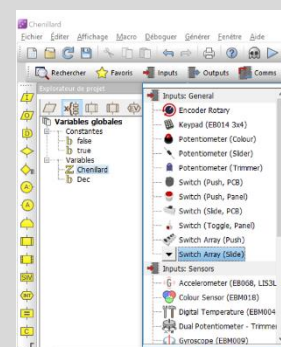 Chenillard
Fichier Éditer Affichage Macro Déboguer Générer Fenêtre Aide
Rechercher Favoris Inputs Outputs Comms
Explorateur de projet
Variables globales
Constantes
false
true
Variables
Chenillard
Dec
Inputs: General
Encoder Rotary
Keypad (EB014 3x4)
Potentiometer (Colour)
Potentiometer (Slider)
Potentiometer (Trimmer)
Switch (Push, PCB)
Switch (Push, Panel)
Switch (Slide, PCB)
Switch (Toggle, Panel)
Switch Array (Push)
Switch Array (Slide)
Inputs: Sensors
Accelerometer (EB068, LIS3L
Colour Sensor (EBM018)
Digital Temperature (EBM004
Dual Potentiometer - Trimme
Gyroscope (EBM009)